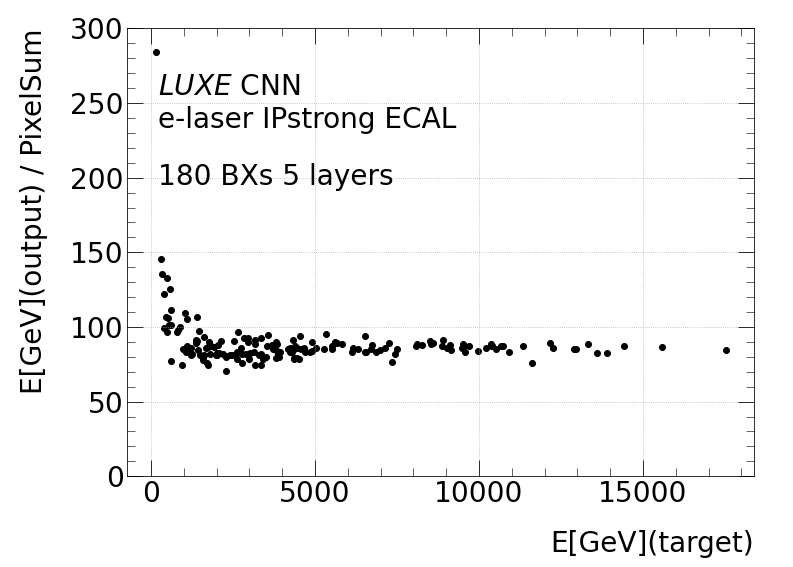 300
250
200
150
100
50
0
E[GeV](output) / PixelSum
LUXE CNN
e-laser IPstrong ECAL
180 BXs 5 layers
0 5000 10000 15000
E[GeV](target)